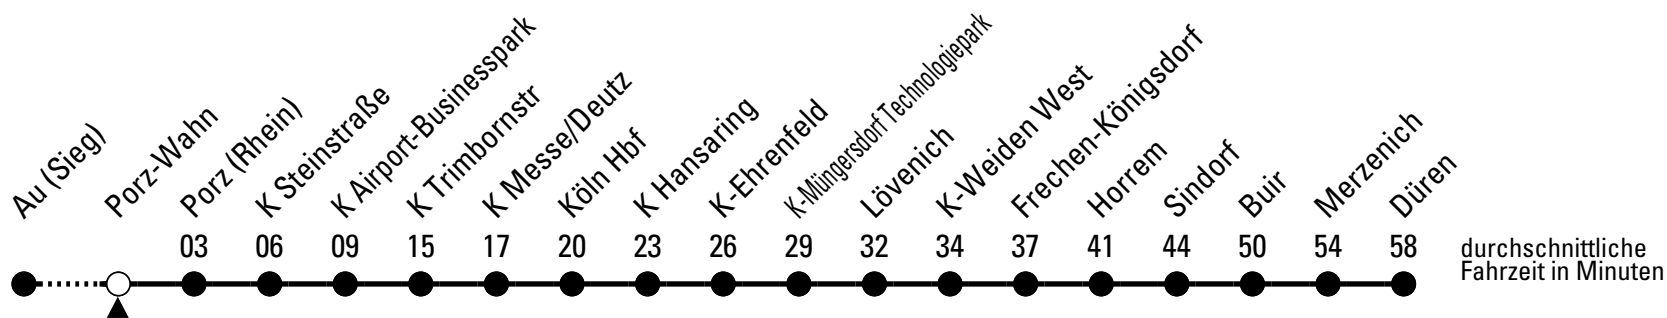 Au (Sieg)
Porz-Wahn
Porz (Rhein)
K Steinstraße
K Airport-Businesspark
K Trimbornstr
K Messe/Deutz
Köln Hbf
K Hansaring
K-Ehrenfeld
K-Müngersdorf Technologiepark
Lövenich
K-Weiden West
Frechen-Königsdorf
Horrem
Sindorf
Buir
Merzenich
Düren
03 06 09 15 17 20 23 26 29 32 34 37 41 44 50 54 58
durchschnittliche
Fahrzeit in Minuten